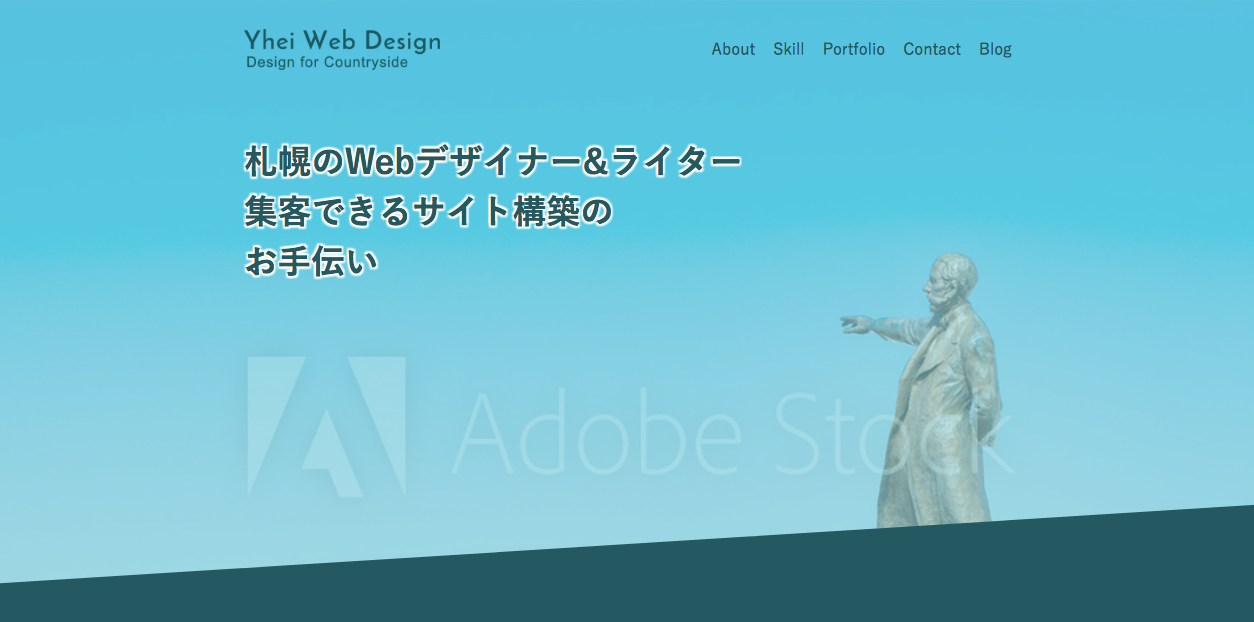 Yhei Web Design
Design for Countryside
About Skill Portfolio Contact Blog
札幌のWebデザイナー&ライター
集客できるサイト構築の
お手伝い
Adobe Stock